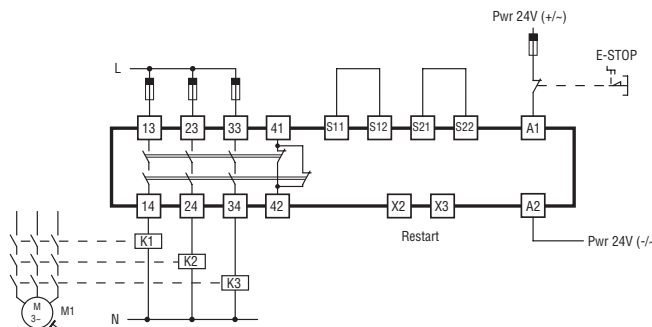 Pwr 24V (+/~)
E-STOP
L
13 23 33 41 S11 S12 S21 S22 A1
14 24 34 42 X2 X3 A2
Restart
Pwr 24V (-/~
K1
K2
K3
M
3~
M1
N